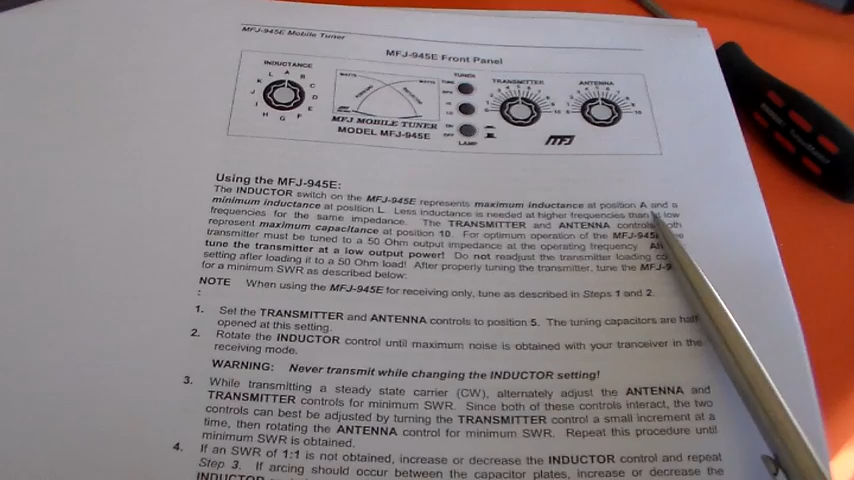 MFJ-945E Mobile Tuner
MFJ-945E Front Panel
INDUCTANCE
A B C D E F G H I J K L
WATTS
WATTS
TUNER
ON
OFF
LAMP
TRANSMITTER
10
ANTENNA
10
MFJ MOBILE TUNER
MODEL MFJ-945E
MFJ
Using the MFJ-945E:
The INDUCTOR switch on the MFJ-945E represents maximum inductance at position A and a
minimum inductance at position L. Less inductance is needed at higher frequencies than at low
frequencies for the same impedance. The TRANSMITTER and ANTENNA controls both
represent maximum capacitance at position 10. For optimum operation of the MFJ-945E
transmitter must be tuned to a 50 Ohm output impedance at the operating frequency.
tune the transmitter at a low output power! Do not readjust the transmitter loading
setting after loading it to a 50 Ohm load! After properly tuning the transmitter, tune the MFJ-9
for a minimum SWR as described below:
NOTE When using the MFJ-945E for receiving only, tune as described in Steps 1 and 2.
:
1. Set the TRANSMITTER and ANTENNA controls to position 5. The tuning capacitors are half
opened at this setting.
2. Rotate the INDUCTOR control until maximum noise is obtained with your tranceiver in the
receiving mode.
WARNING: Never transmit while changing the INDUCTOR setting!
3. While transmitting a steady state carrier (CW), alternately adjust the ANTENNA and
TRANSMITTER controls for minimum SWR. Since both of these controls interact, the two
controls can best be adjusted by turning the TRANSMITTER control a small increment at a
time, then rotating the ANTENNA control for minimum SWR. Repeat this procedure until
minimum SWR is obtained.
4. If an SWR of 1:1 is not obtained, increase or decrease the INDUCTOR control and repeat
Step 3. If arcing should occur between the capacitor plates, increase or decrease the
INDUCTOR